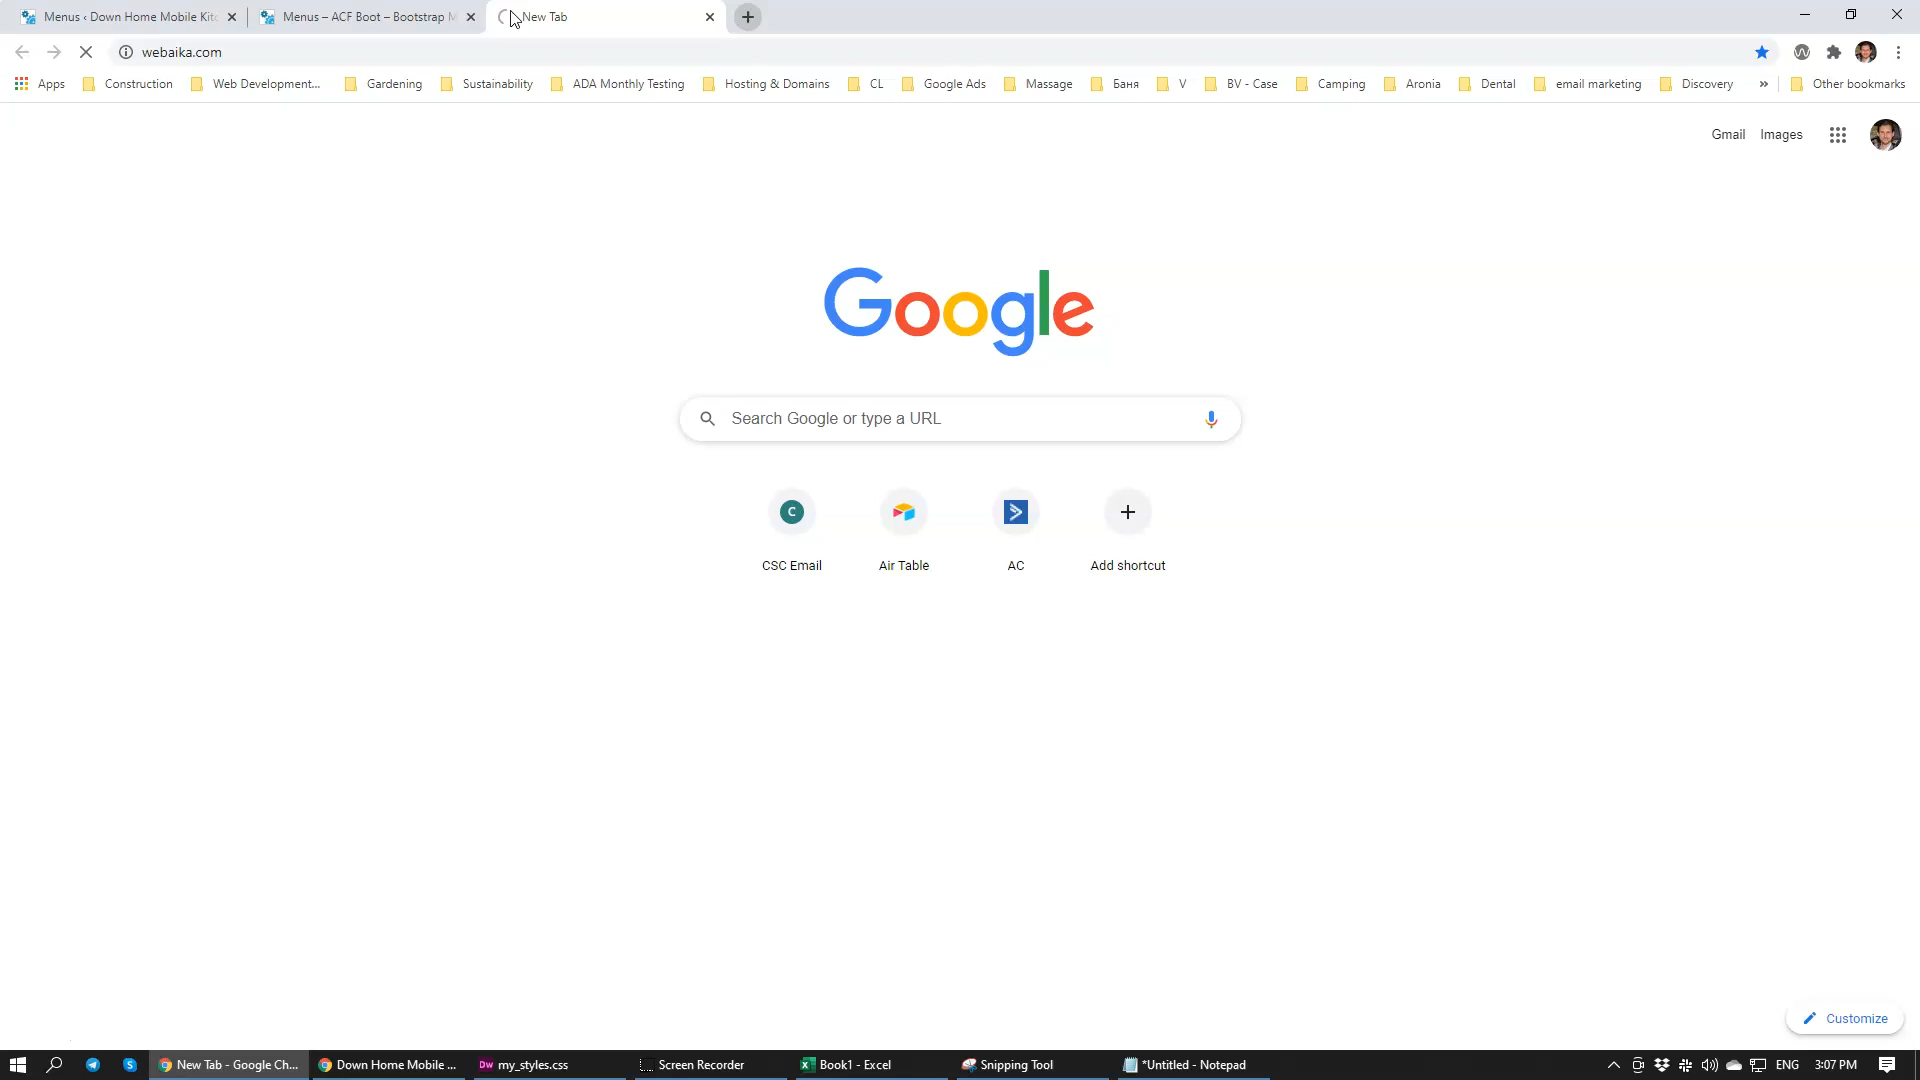 Menus ‹ Down Home Mobile Kit
Menus – ACF Boot – Bootstrap M
New Tab
webaika.com
Apps
Construction
Web Development...
Gardening
Sustainability
ADA Monthly Testing
Hosting & Domains
CL
Google Ads
Massage
Баня
V
BV - Case
Camping
Aronia
Dental
email marketing
Discovery
»
Other bookmarks
Gmail
Images
Google
Search Google or type a URL
C
CSC Email
Air Table
AC
Add shortcut
Customize
New Tab - Google Ch...
Down Home Mobile ...
Dw my_styles.css
Screen Recorder
Book1 - Excel
Snipping Tool
*Untitled - Notepad
ENG
3:07 PM